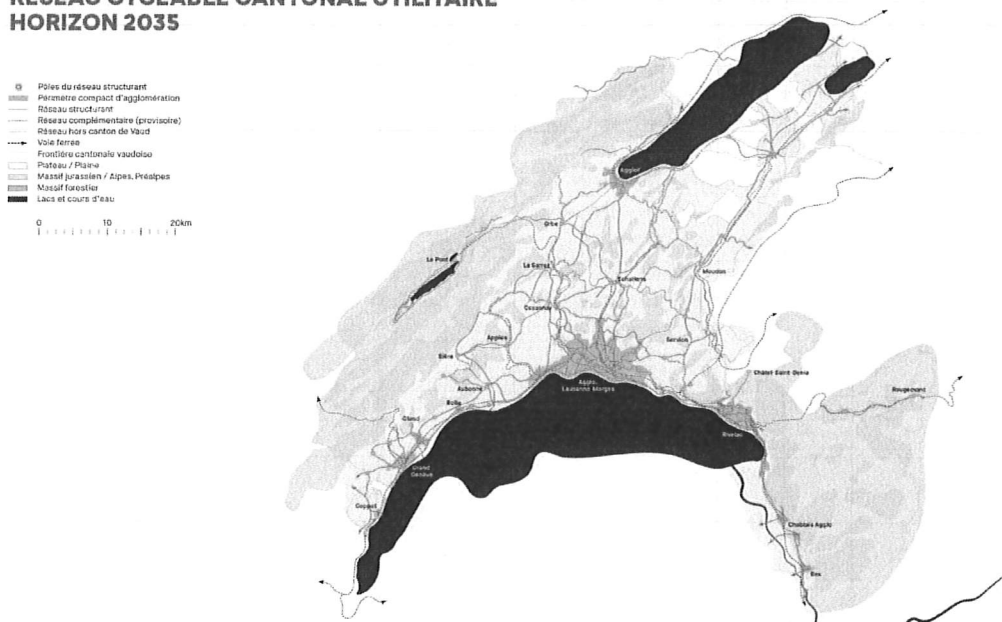 RÉSEAU CYCLABLE CANTONAL UTILITAIRE
HORIZON 2035
Pôles du réseau structurant
Périmètre compact d'agglomération
Réseau structurant
Réseau complémentaire (provisoire)
Réseau hors canton de Vaud
Voie ferrée
Frontière cantonale vaudoise
Plateau / Plaine
Massif jurassien / Alpes, Préalpes
Massif forestier
Lacs et cours d'eau
0 10 20km
Orbe
Le Pont
La Sarraz
Echallens
Moudon
Cossonay
Apples
Servion
Bière
Châtel-Saint-Denis
Aubonne
Agglo.
Lausanne-Morges
Rougemont
Rolle
Gland
Rivelac
Grand
Genève
Coppet
Chablais Agglo
Bex